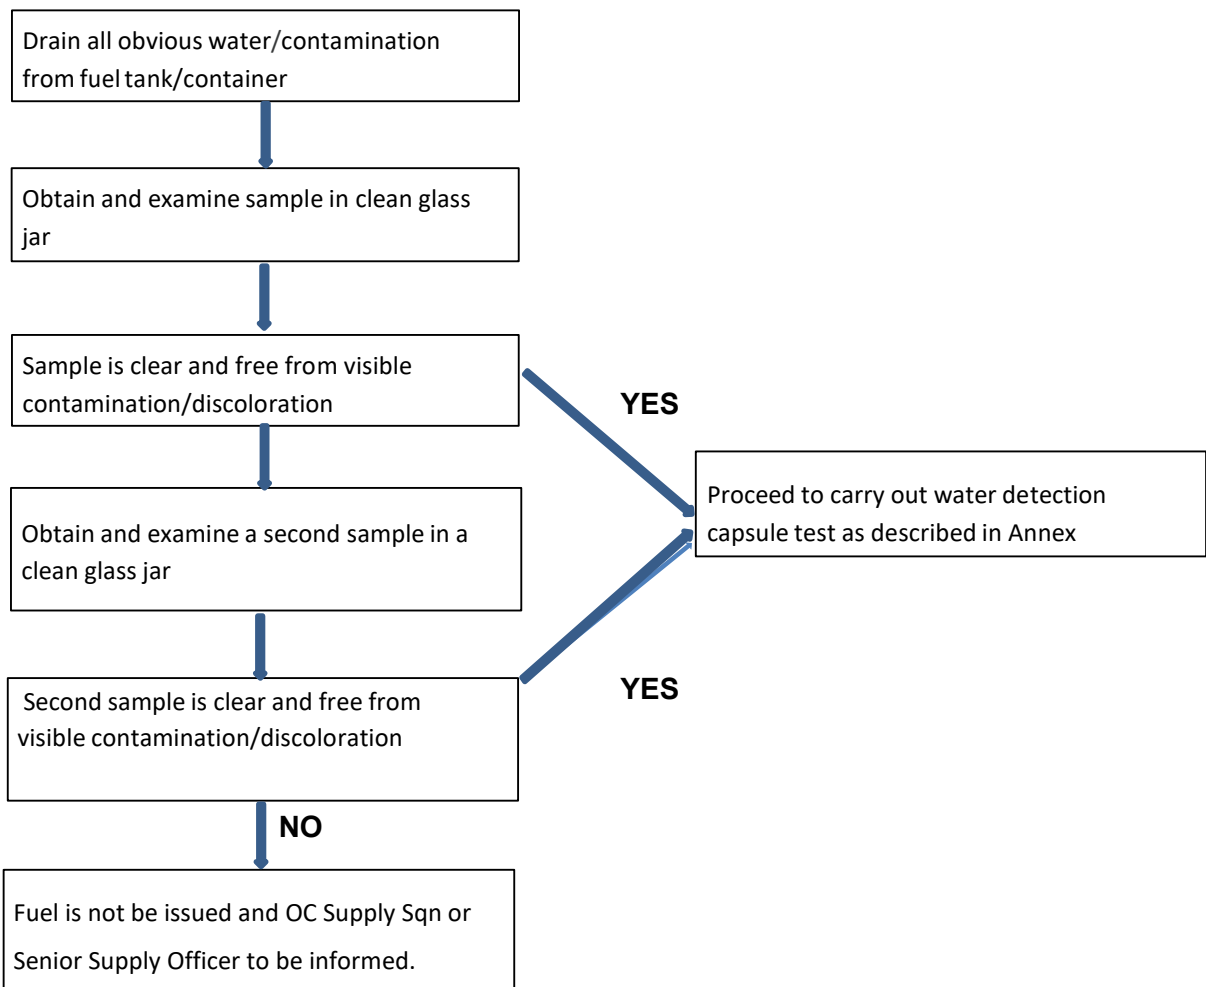 Drain all obvious water/contamination
from fuel tank/container
Obtain and examine sample in clean glass
jar
Sample is clear and free from visible
contamination/discoloration
YES
Proceed to carry out water detection
capsule test as described in Annex
Obtain and examine a second sample in a
clean glass jar
Second sample is clear and free from
visible contamination/discoloration
YES
NO
Fuel is not be issued and OC Supply Sqn or
Senior Supply Officer to be informed.